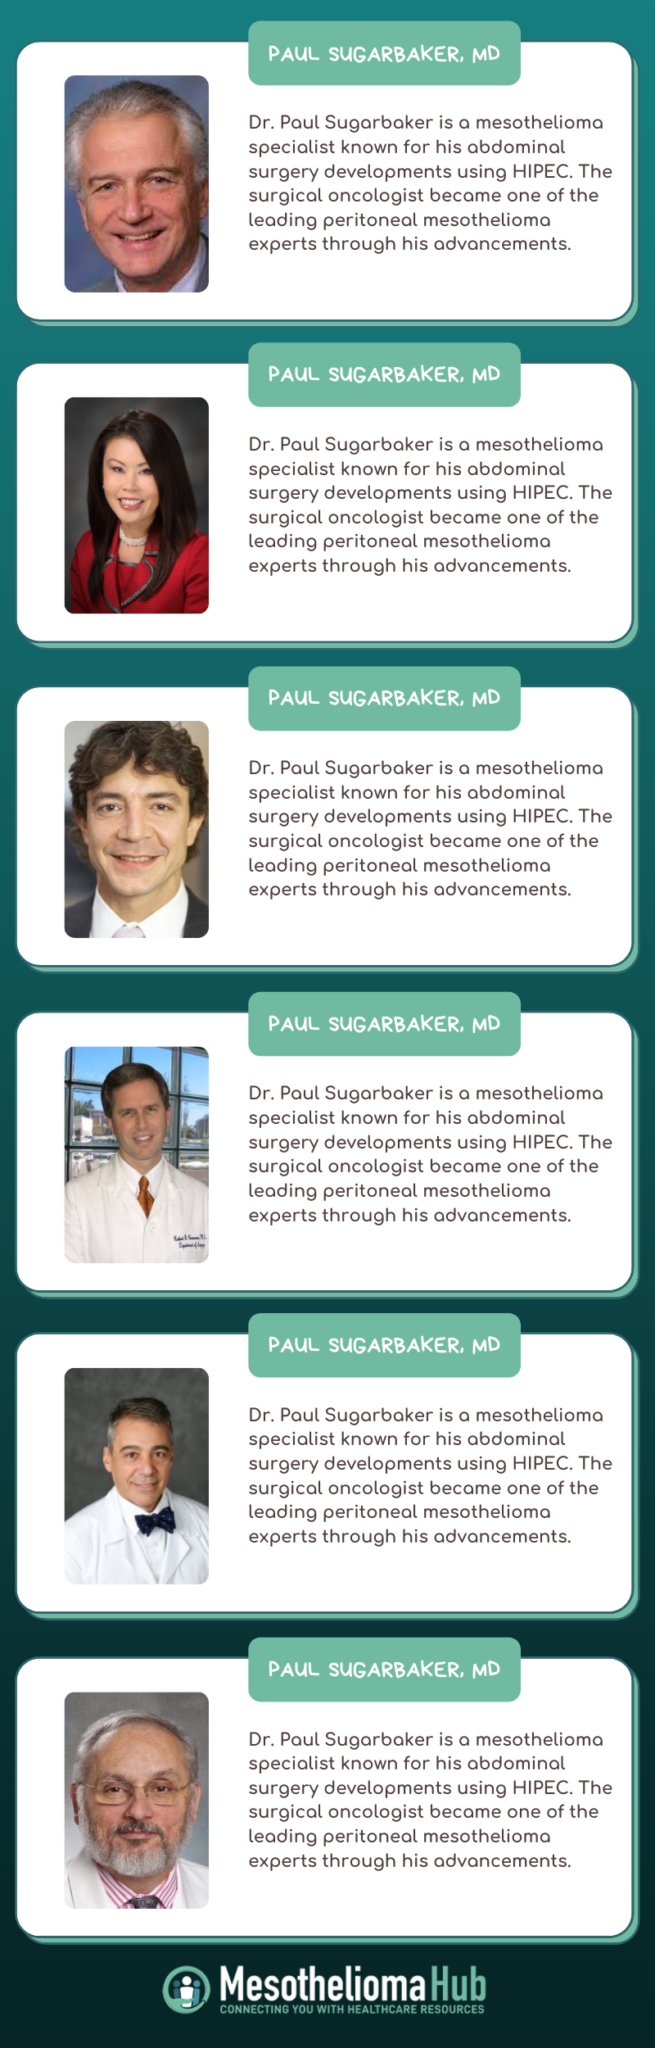 PAUL SUGARBAKER, MD
Dr. Paul Sugarbaker is a mesothelioma
specialist known for his abdominal
surgery developments using HIPEC. The
surgical oncologist became one of the
leading peritoneal mesothelioma
experts through his advancements.
PAUL SUGARBAKER, MD
Dr. Paul Sugarbaker is a mesothelioma
specialist known for his abdominal
surgery developments using HIPEC. The
surgical oncologist became one of the
leading peritoneal mesothelioma
experts through his advancements.
PAUL SUGARBAKER, MD
Dr. Paul Sugarbaker is a mesothelioma
specialist known for his abdominal
surgery developments using HIPEC. The
surgical oncologist became one of the
leading peritoneal mesothelioma
experts through his advancements.
PAUL SUGARBAKER, MD
Dr. Paul Sugarbaker is a mesothelioma
specialist known for his abdominal
surgery developments using HIPEC. The
surgical oncologist became one of the
leading peritoneal mesothelioma
experts through his advancements.
PAUL SUGARBAKER, MD
Dr. Paul Sugarbaker is a mesothelioma
specialist known for his abdominal
surgery developments using HIPEC. The
surgical oncologist became one of the
leading peritoneal mesothelioma
experts through his advancements.
PAUL SUGARBAKER, MD
Dr. Paul Sugarbaker is a mesothelioma
specialist known for his abdominal
surgery developments using HIPEC. The
surgical oncologist became one of the
leading peritoneal mesothelioma
experts through his advancements.
Mesothelioma Hub
CONNECTING YOU WITH HEALTHCARE RESOURCES